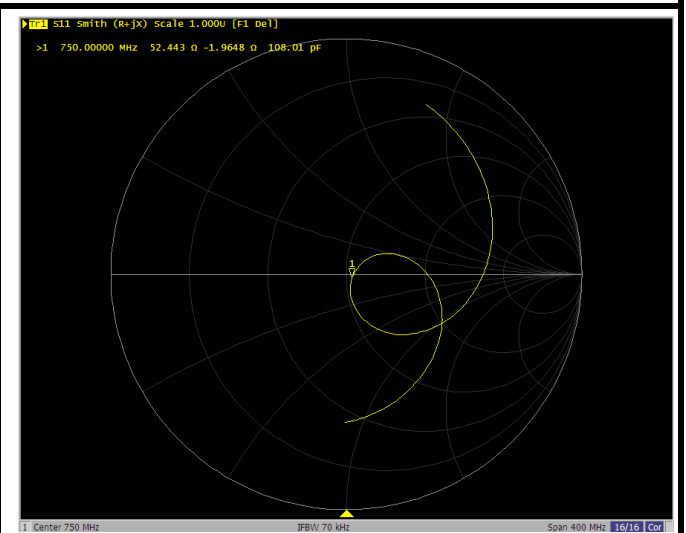 Tr1 S11 Smith (R+jX) Scale 1.000U [F1 Del]
>1 750.00000 MHz 52.443 Ω -1.9648 Ω 108.01 pF
1
1 Center 750 MHz IFBW 70 kHz Span 400 MHz 16/16 Cor